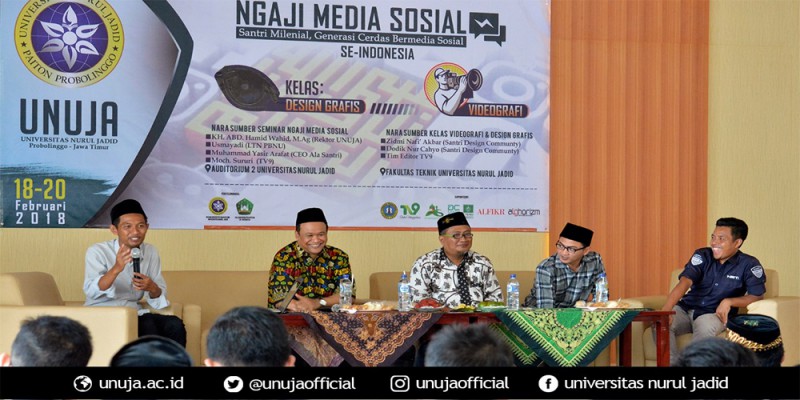 UNIVERSITAS NURUL JADID
PAITON PROBOLINGGO
UNUJA
UNIVERSITAS NURUL JADID
Probolinggo - Jawa Timur
18-20
Februari
2018
NGAJI MEDIA SOSIAL
Santri Milenial, Generasi Cerdas Bermedia Sosial
SE-INDONESIA
KELAS:
DESIGN GRAFIS
VIDEOGRAFI
NARA SUMBER SEMINAR NGAJI MEDIA SOSIAL
KH. ABD. Hamid Wahid, M.Ag (Rektor UNUJA)
Usmayadi (LTN PBNU)
Muhammad Yasir Arafat (CEO Ala Santri)
Moch. Sururi (TV9)
AUDITORIUM 2 UNIVERSITAS NURUL JADID
NARA SUMBER KELAS VIDEOGRAFI & DESIGN GRAFIS
Zidni Nafi' Akbar (Santri Design Community)
Dodik Nur Cahyo (Santri Design Community)
Tim Editor TV9
FAKULTAS TEKNIK UNIVERSITAS NURUL JADID
TV9
ALFIKR
alghorizm
unuja.ac.id
@unujaofficial
unujaofficial
universitas nurul jadid